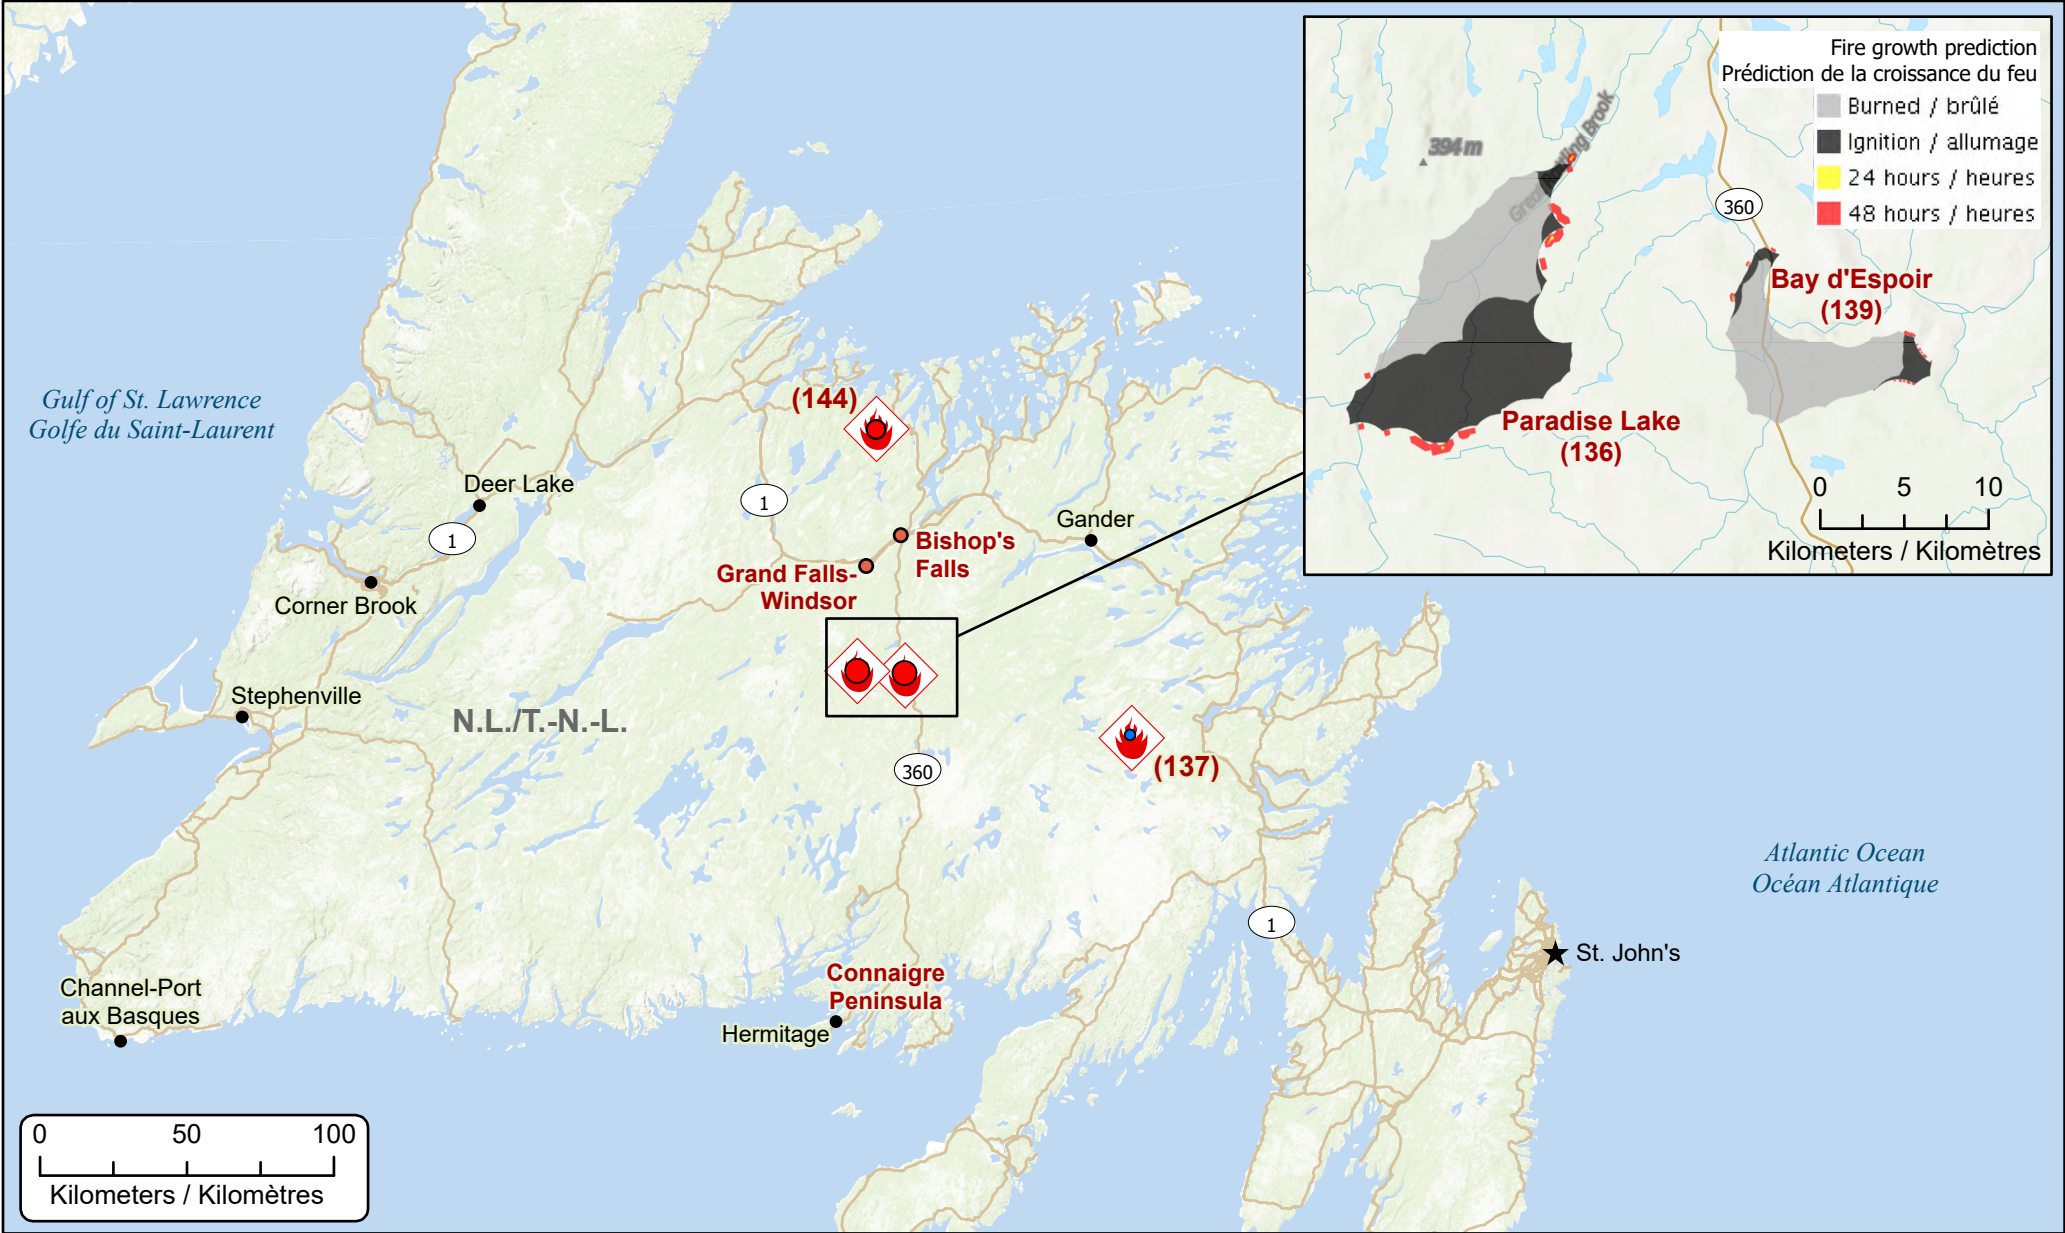 Fire growth prediction
Prédiction de la croissance du feu
Burned / brûlé
Ignition / allumage
24 hours / heures
48 hours / heures
394 m
Brook
360
Bay d'Espoir
(139)
Paradise Lake
(136)
0 5 10
Kilometers / Kilomètres
Gulf of St. Lawrence
Golfe du Saint-Laurent
(144)
Deer Lake
1
1
Gander
Bishop's
Falls
Grand Falls-
Windsor
Corner Brook
Stephenville
N.L./T.-N.-L.
(137)
360
Atlantic Ocean
Océan Atlantique
1
St. John's
Connaigre
Peninsula
Hermitage
Channel-Port
aux Basques
0 50 100
Kilometers / Kilomètres